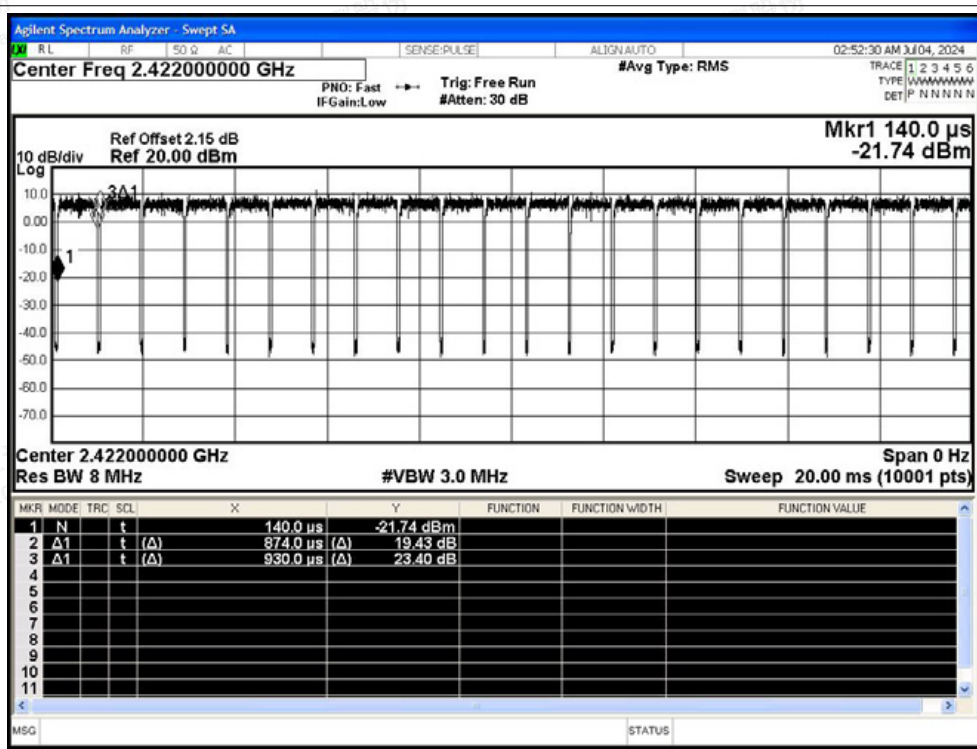 Agilent Spectrum Analyzer - Swept SA
RL RF 50 Ω AC SENSE:PULSE ALIGNAUTO 02:52:30 AM Jul 04, 2024
Center Freq 2.422000000 GHz #Avg Type: RMS TRACE 1 2 3 4 5 6
PNO: Fast Trig: Free Run TYPE WWWWWW
IFGain:Low #Atten: 30 dB DET P N N N N N
Mkr1 140.0 µs
-21.74 dBm
Ref Offset 2.15 dB
10 dB/div Ref 20.00 dBm
Log
3Δ1
10.0
0.00
1
-10.0
-20.0
-30.0
-40.0
-50.0
-60.0
-70.0
Center 2.422000000 GHz Span 0 Hz
Res BW 8 MHz #VBW 3.0 MHz Sweep 20.00 ms (10001 pts)
MKR MODE TRC SCL X Y FUNCTION FUNCTION WIDTH FUNCTION VALUE
1 N t 140.0 µs -21.74 dBm
2 Δ1 t (Δ) 874.0 µs (Δ) 19.43 dB
3 Δ1 t (Δ) 930.0 µs (Δ) 23.40 dB
4
5
6
7
8
9
10
11
MSG STATUS